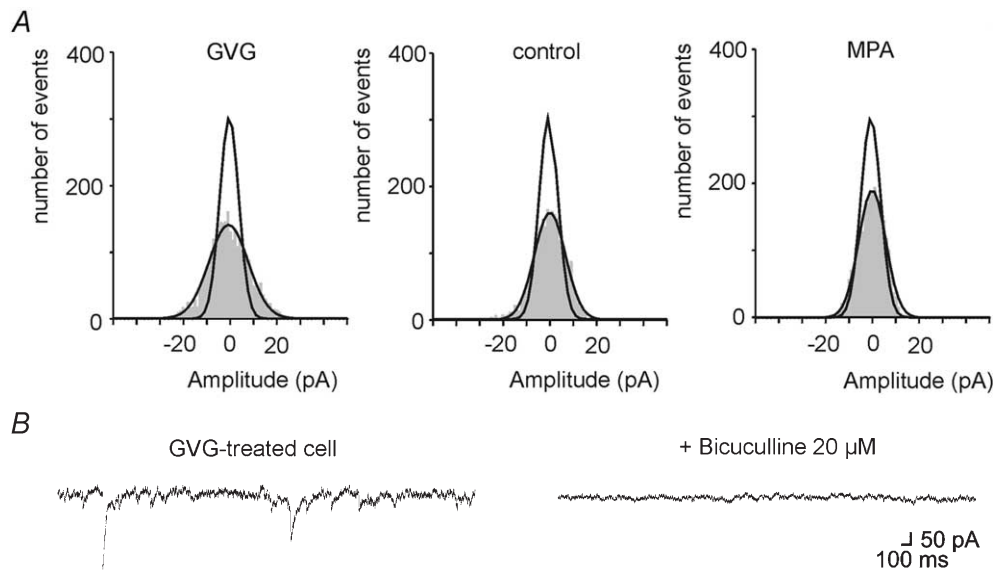 A
GVG
control
MPA
number of events
400
200
0
-20 0 20
Amplitude (pA)
number of events
400
200
0
-20 0 20
Amplitude (pA)
number of events
400
200
0
-20 0 20
Amplitude (pA)
B
GVG-treated cell
+ Bicuculline 20 µM
50 pA
100 ms